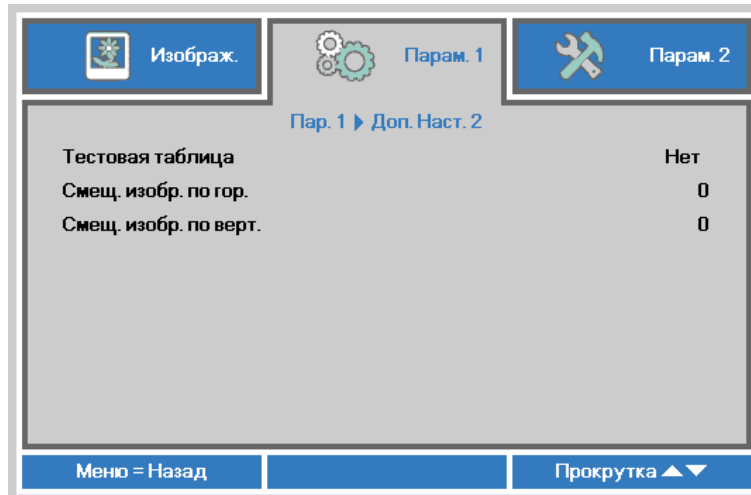 Изображ.
Парам. 1
Парам. 2
Пар. 1 ▶ Доп. Наст. 2
Тестовая таблица Нет
Смещ. изобр. по гор. 0
Смещ. изобр. по верт. 0
Меню = Назад
Прокрутка ▲▼